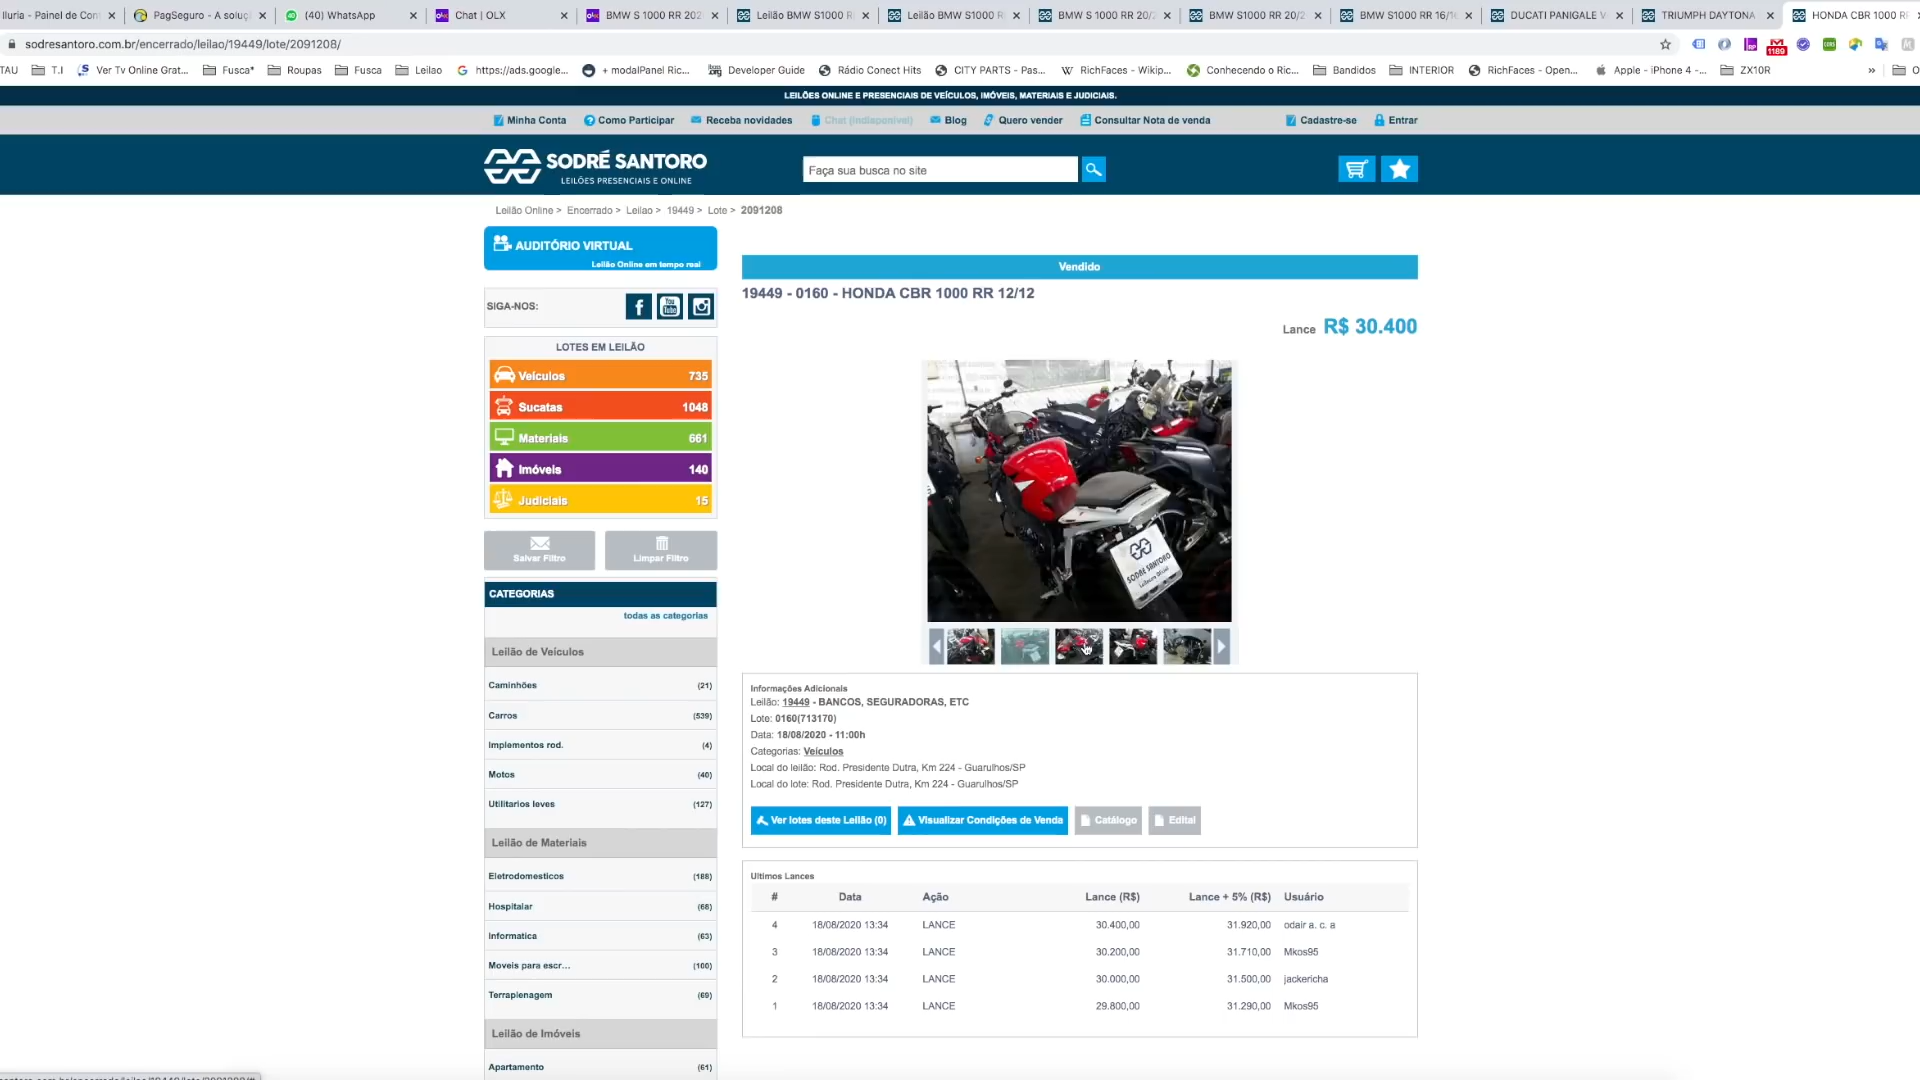 lluria - Painel de Con
PagSeguro - A soluç
(40) WhatsApp
Chat | OLX
BMW S 1000 RR 202
Leilão BMW S1000 R
Leilão BMW S1000 R
BMW S 1000 RR 20/2
BMW S1000 RR 20/2
BMW S1000 RR 16/16
DUCATI PANIGALE V
TRIUMPH DAYTONA
HONDA CBR 1000 R
sodresantoro.com.br/encerrado/leilao/19449/lote/2091208/
TAU
T.I
Ver Tv Online Grat...
Fusca*
Roupas
Fusca
Leilao
https://ads.google...
+ modalPanel Ric...
Developer Guide
Rádio Conect Hits
CITY PARTS - Pas...
RichFaces - Wikip...
Conhecendo o Ric...
Bandidos
INTERIOR
RichFaces - Open...
Apple - iPhone 4 -...
ZX10R
LEILÕES ONLINE E PRESENCIAIS DE VEÍCULOS, IMÓVEIS, MATERIAIS E JUDICIAIS.
Minha Conta
Como Participar
Receba novidades
Chat (indisponível)
Blog
Quero vender
Consultar Nota de venda
Cadastre-se
Entrar
SODRÉ SANTORO
LEILÕES PRESENCIAIS E ONLINE
Faça sua busca no site
Leilão Online > Encerrado > Leilao > 19449 > Lote > 2091208
AUDITÓRIO VIRTUAL
Leilão Online em tempo real
SIGA-NOS:
LOTES EM LEILÃO
Veículos 735
Sucatas 1048
Materiais 661
Imóveis 140
Judiciais 15
Salvar Filtro
Limpar Filtro
CATEGORIAS
todas as categorias
Leilão de Veículos
Caminhões (21)
Carros (539)
Implementos rod. (4)
Motos (40)
Utilitarios leves (127)
Leilão de Materiais
Eletrodomesticos (188)
Hospitalar (68)
Informatica (63)
Moveis para escr... (100)
Terraplenagem (69)
Leilão de Imóveis
Apartamento (61)
Vendido
19449 - 0160 - HONDA CBR 1000 RR 12/12
Lance R$ 30.400
SODRE SANTORO
Informações Adicionais
Leilão: 19449 - BANCOS, SEGURADORAS, ETC
Lote: 0160(713170)
Data: 18/08/2020 - 11:00h
Categorias: Veículos
Local do leilão: Rod. Presidente Dutra, Km 224 - Guarulhos/SP
Local do lote: Rod. Presidente Dutra, Km 224 - Guarulhos/SP
Ver lotes deste Leilão (0)
Visualizar Condições de Venda
Catálogo
Edital
Ultimos Lances
# Data Ação Lance (R$) Lance + 5% (R$) Usuário
4 18/08/2020 13:34 LANCE 30.400,00 31.920,00 odair a. c. a
3 18/08/2020 13:34 LANCE 30.200,00 31.710,00 Mkos95
2 18/08/2020 13:34 LANCE 30.000,00 31.500,00 jackericha
1 18/08/2020 13:34 LANCE 29.800,00 31.290,00 Mkos95